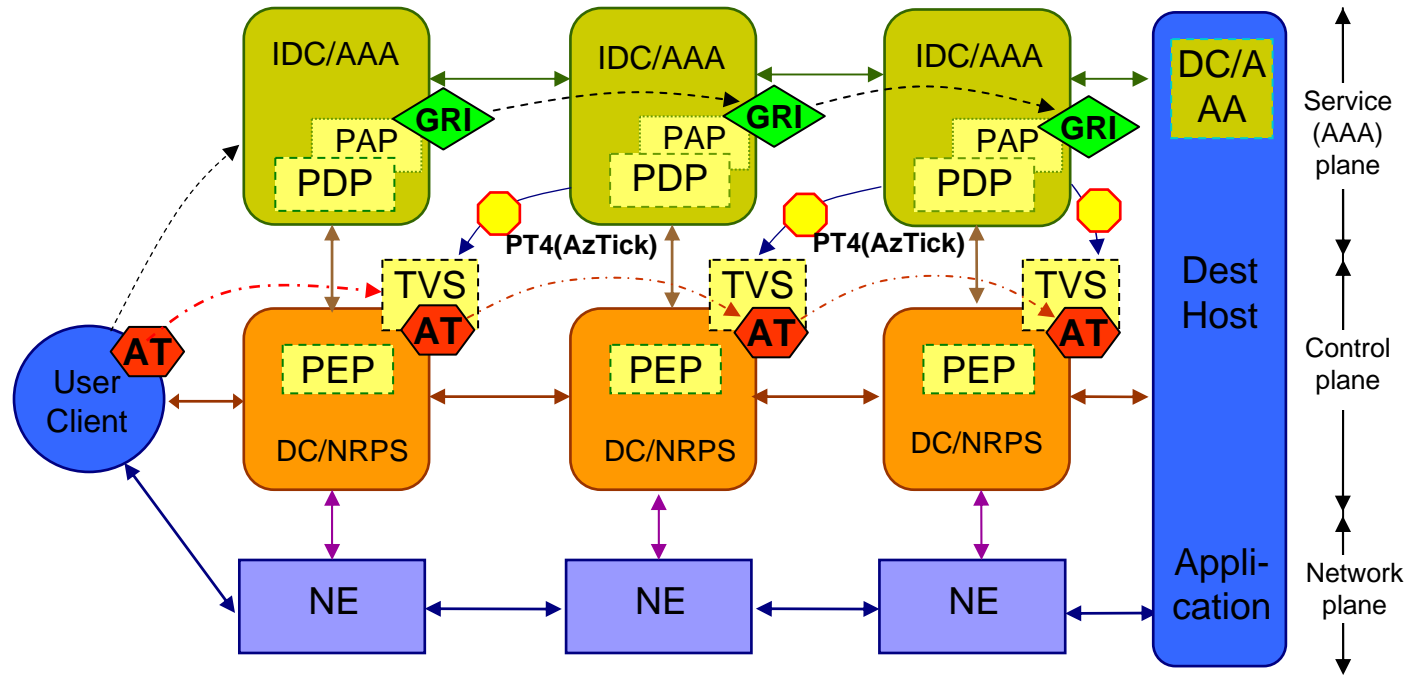 IDC/AAA
IDC/AAA
IDC/AAA
DC/A
AA
GRI
GRI
GRI
PAP
PAP
PAP
PDP
PDP
PDP
Service
(AAA)
plane
PT4(AzTick)
PT4(AzTick)
TVS
TVS
TVS
AT
AT
AT
AT
User
Client
PEP
PEP
PEP
DC/NRPS
DC/NRPS
DC/NRPS
Dest
Host
Control
plane
NE
NE
NE
Appli-
cation
Network
plane